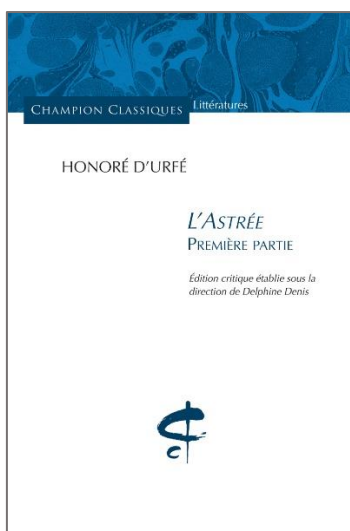 CHAMPION CLASSIQUES Littératures
HONORÉ D'URFÉ
L'ASTRÉE
PREMIÈRE PARTIE
Édition critique établie sous la
direction de Delphine Denis